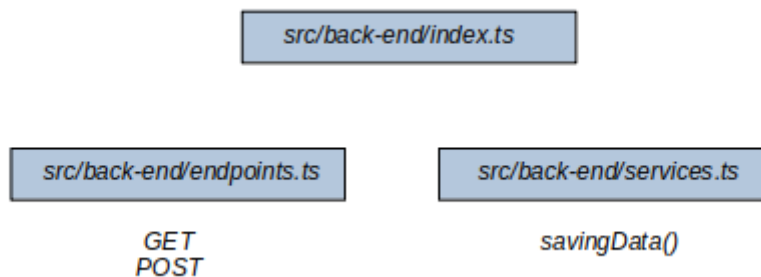 src/back-end/index.ts
src/back-end/endpoints.ts
src/back-end/services.ts
GET
POST
savingData()